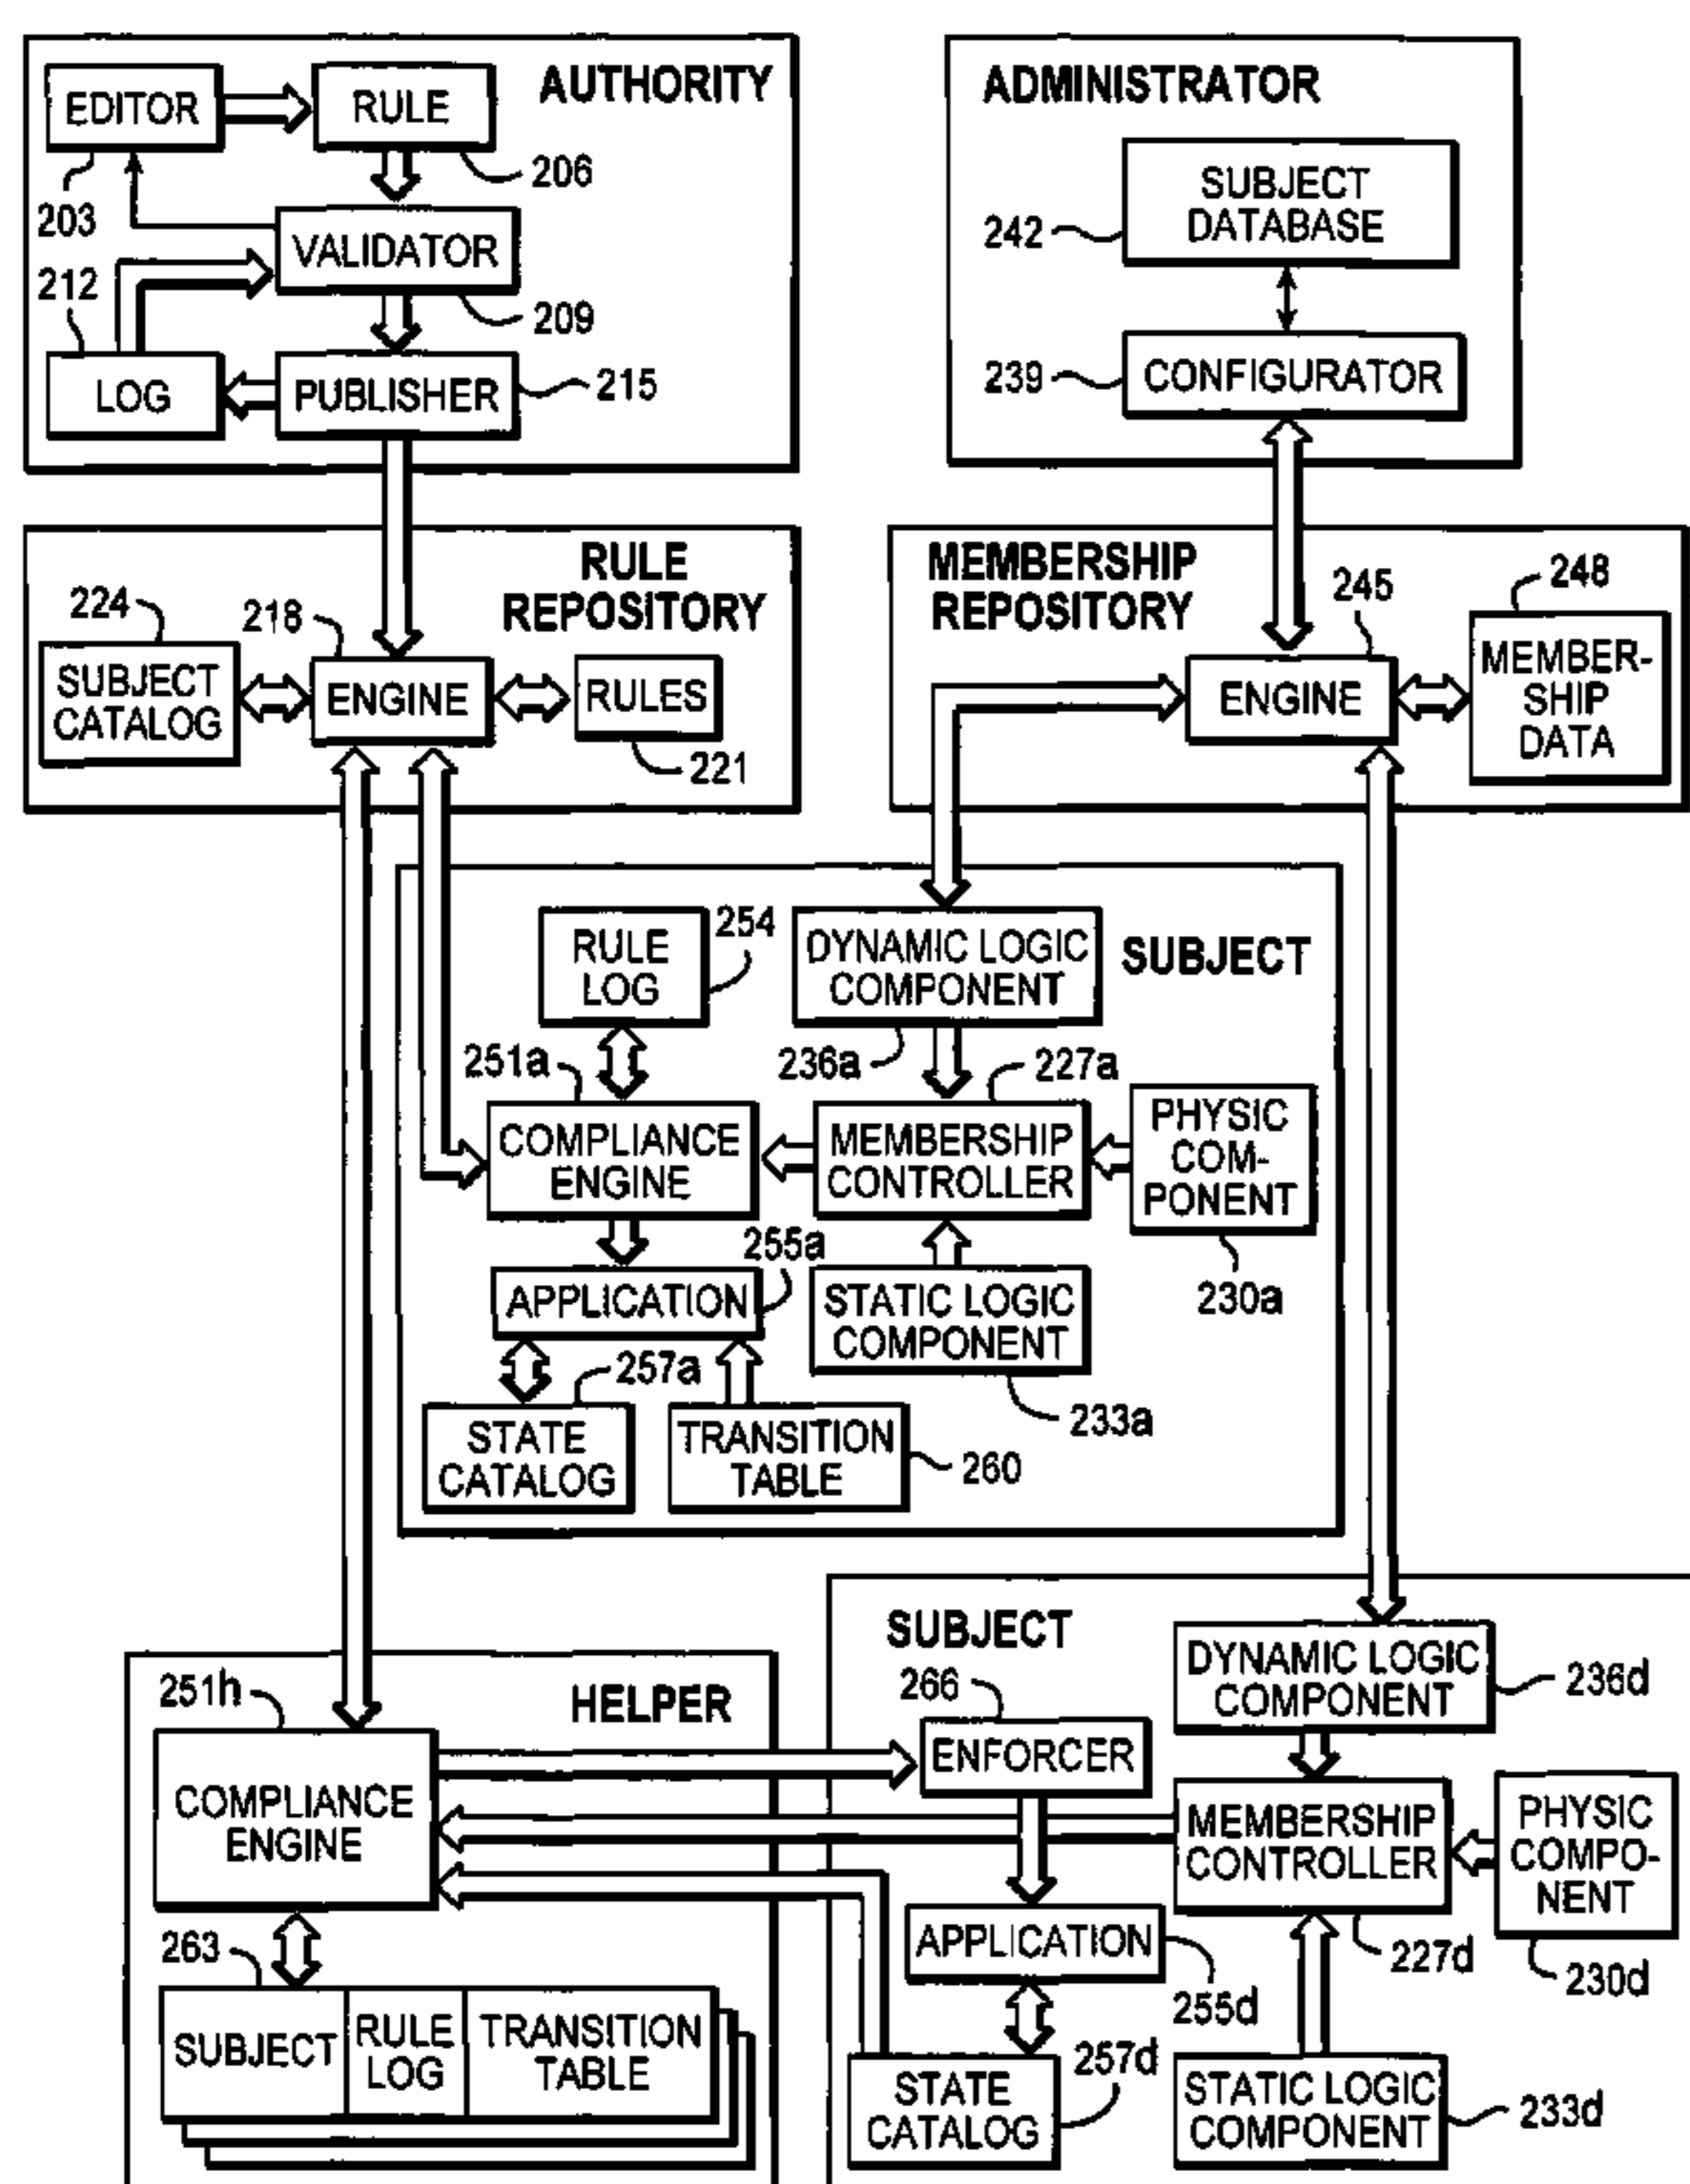 AUTHORITY
EDITOR
RULE
206
203
VALIDATOR
212
209
LOG
PUBLISHER
215
ADMINISTRATOR
SUBJECT
DATABASE
242
239
CONFIGURATOR
RULE
REPOSITORY
224
218
SUBJECT
CATALOG
ENGINE
RULES
221
MEMBERSHIP
REPOSITORY
245
248
ENGINE
MEMBER-
SHIP
DATA
SUBJECT
RULE
LOG
254
DYNAMIC LOGIC
COMPONENT
251a
236a
227a
COMPLIANCE
ENGINE
MEMBERSHIP
CONTROLLER
PHYSIC
COM-
PONENT
255a
230a
APPLICATION
STATIC LOGIC
COMPONENT
257a
233a
STATE
CATALOG
TRANSITION
TABLE
260
HELPER
251h
COMPLIANCE
ENGINE
263
SUBJECT
RULE
LOG
TRANSITION
TABLE
SUBJECT
266
ENFORCER
DYNAMIC LOGIC
COMPONENT
236d
MEMBERSHIP
CONTROLLER
PHYSIC
COMPO-
NENT
227d
230d
APPLICATION
255d
257d
STATE
CATALOG
STATIC LOGIC
COMPONENT
233d